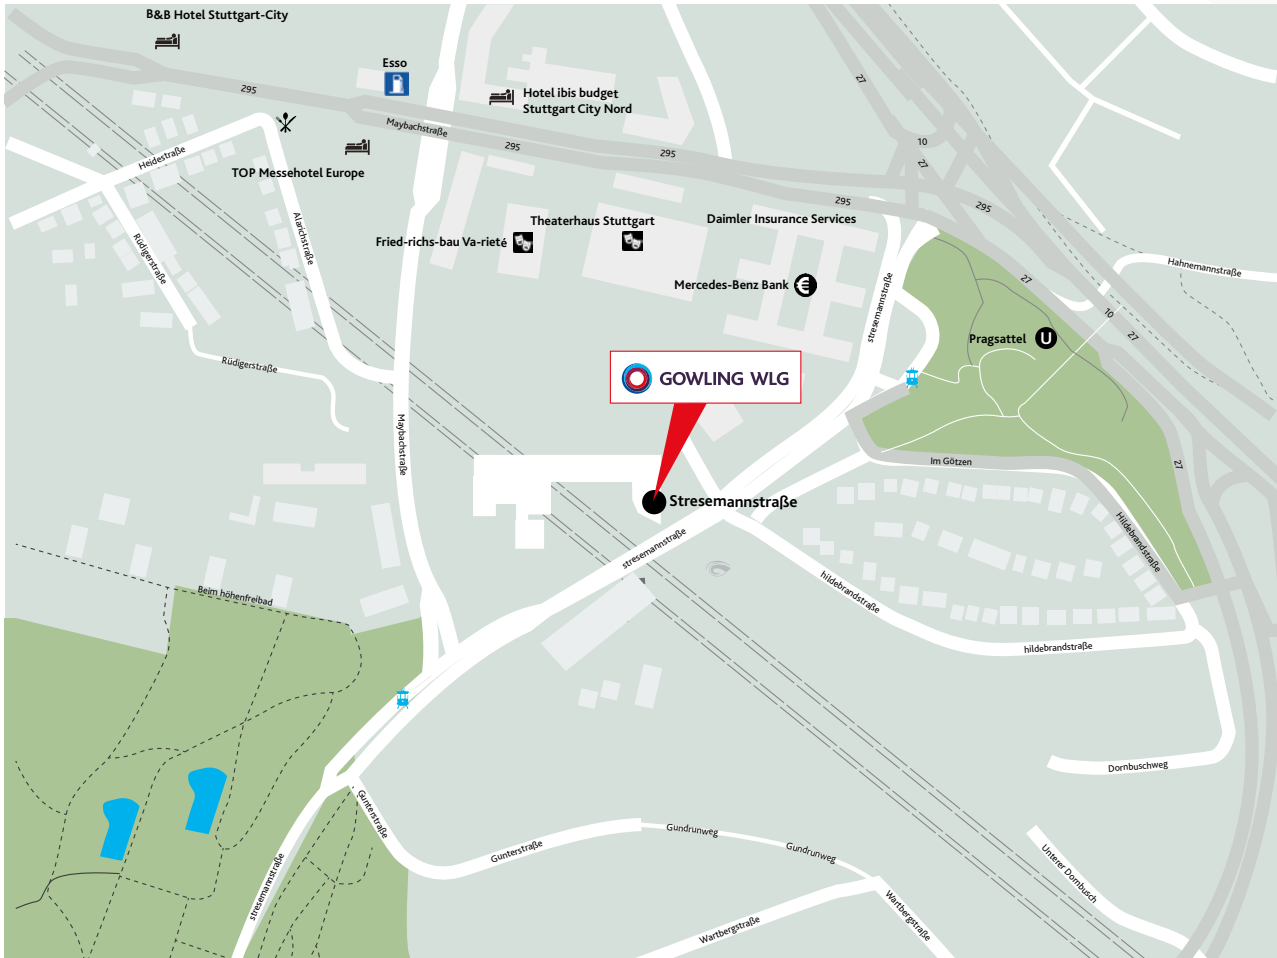 B&B Hotel Stuttgart-City
Esso
295
Hotel ibis budget
Stuttgart City Nord
27
Maybachstraße
10
295
295
27
Heidestraße
TOP Messehotel Europe
295
295
Alarichstraße
Theaterhaus Stuttgart
Daimler Insurance Services
Fried-richs-bau Va-rieté
Rüdigerstraße
Hahnemannstraße
27
Mercedes-Benz Bank
€
stresemannstraße
10
27
Pragsattel
U
Rüdigerstraße
GOWLING WLG
Maybachstraße
Im Götzen
27
Stresemannstraße
Hildebrandstraße
stresemannstraße
hildebrandstraße
Beim höhenfreibad
hildebrandstraße
Dornbuschweg
Gunterstraße
Gundrunweg
Gunterstraße
Gundrunweg
Unterer Dornbusch
stresemannstraße
Wartbergstraße
Wartbergstraße